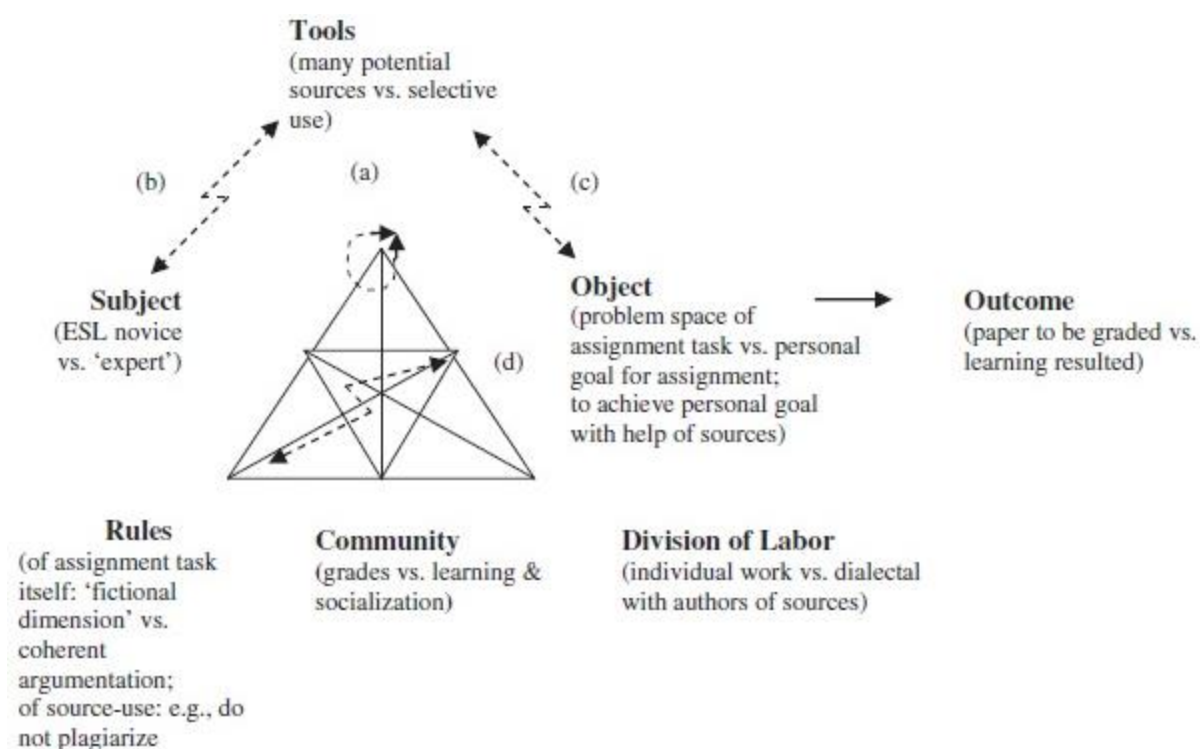 Tools
(many potential
sources vs. selective
use)
(b)
(a)
(c)
Subject
(ESL novice
vs. ‘expert’)
Object
(problem space of
assignment task vs. personal
goal for assignment;
to achieve personal goal
with help of sources)
Outcome
(paper to be graded vs.
learning resulted)
(d)
Rules
(of assignment task
itself: ‘fictional
dimension’ vs.
coherent
argumentation;
of source-use: e.g., do
not plagiarize
Community
(grades vs. learning &
socialization)
Division of Labor
(individual work vs. dialectal
with authors of sources)